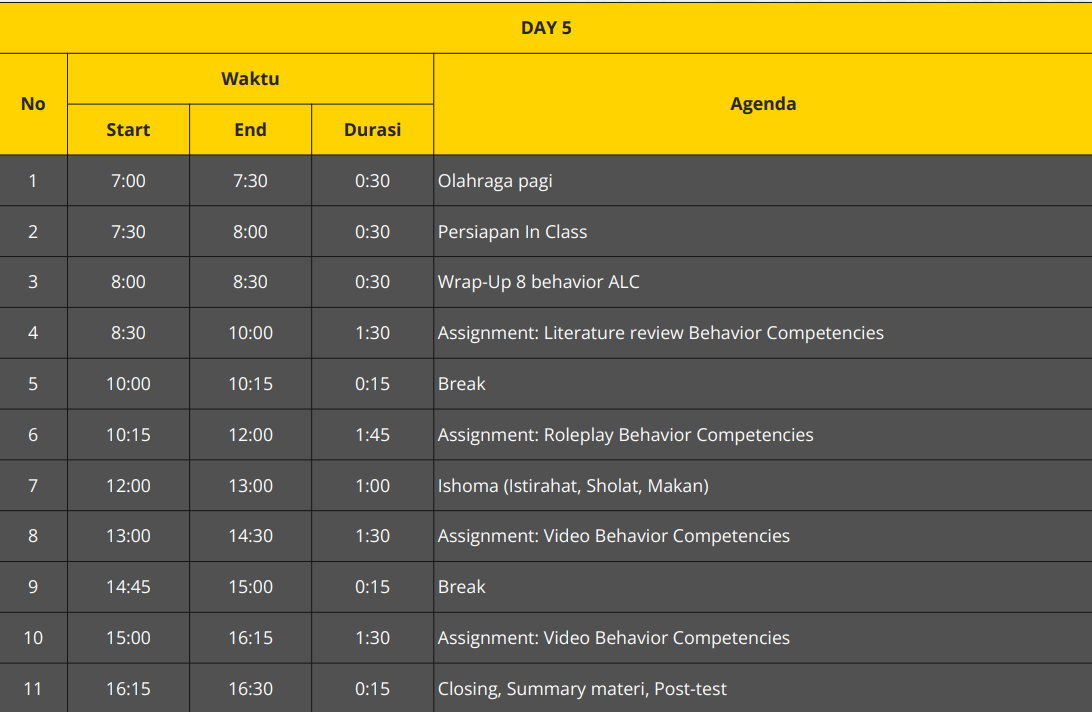 DAY 5
No Waktu Agenda
Start End Durasi
1 7:00 7:30 0:30 Olahraga pagi
2 7:30 8:00 0:30 Persiapan In Class
3 8:00 8:30 0:30 Wrap-Up 8 behavior ALC
4 8:30 10:00 1:30 Assignment: Literature review Behavior Competencies
5 10:00 10:15 0:15 Break
6 10:15 12:00 1:45 Assignment: Roleplay Behavior Competencies
7 12:00 13:00 1:00 Ishoma (Istirahat, Sholat, Makan)
8 13:00 14:30 1:30 Assignment: Video Behavior Competencies
9 14:45 15:00 0:15 Break
10 15:00 16:15 1:30 Assignment: Video Behavior Competencies
11 16:15 16:30 0:15 Closing, Summary materi, Post-test